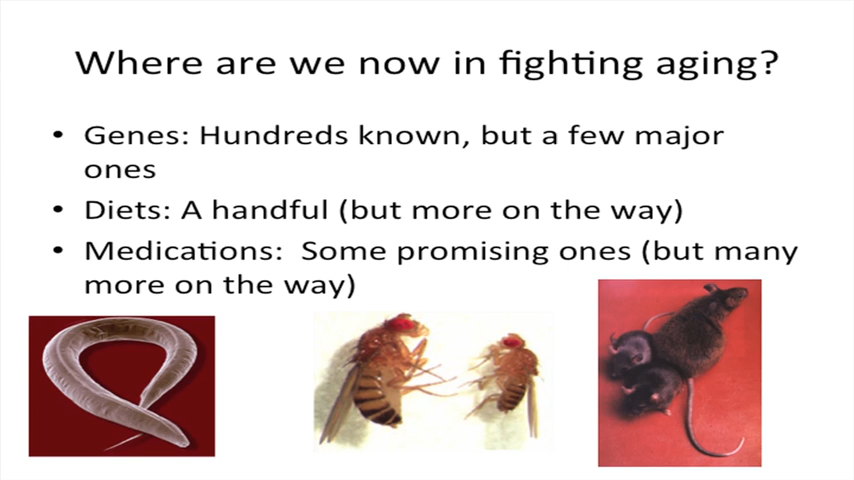 Where are we now in fighting aging?
• Genes: Hundreds known, but a few major
ones
• Diets: A handful (but more on the way)
• Medications:  Some promising ones (but many
more on the way)